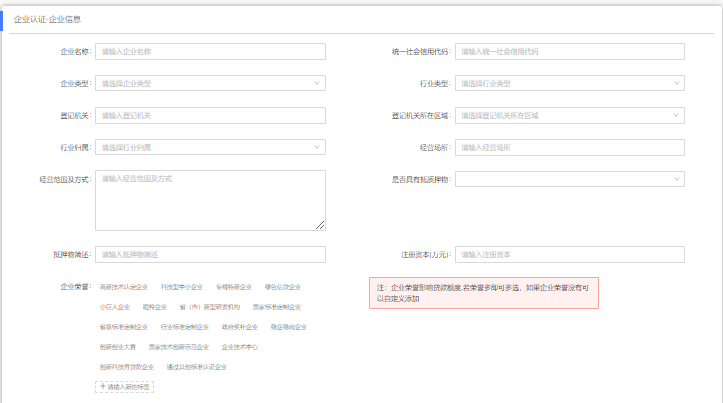 企业认证-企业信息
企业名称: 请输入企业名称 统一社会信用代码: 请输入统一社会信用代码
企业类型: 请选择企业类型 行业类型: 请选择行业类型
登记机关: 请输入登记机关 登记机关所在区域: 请选择登记机关所在区域
行业归属: 请选择行业归属 经营场所: 请输入经营场所
经营范围及方式: 请输入经营范围及方式 是否具有抵质押物:
抵押物简述: 请输入抵押物简述 注册资本(万元): 请输入注册资本
企业荣誉: 高新技术认定企业 科技型中小企业 专精特新企业 绿色信贷企业
小巨人企业 瞪羚企业 省（市）新型研发机构 国家标准定制企业
省级标准定制企业 行业标准定制企业 政府奖补企业 稳企稳岗企业
创新创业大赛 国家技术创新示范企业 企业技术中心
创新科技再贷款企业 通过其他标准认证企业
+ 请输入新的标签
注：企业荣誉影响贷款额度,若荣誉多即可多选，如果企业荣誉没有可
以自定义添加